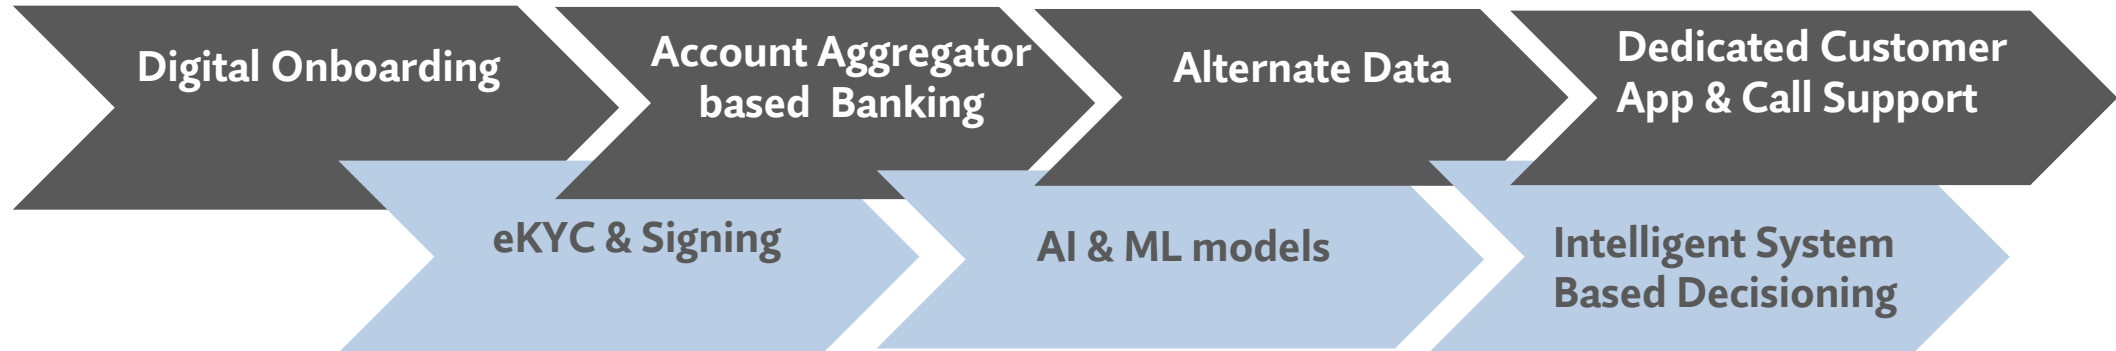 Digital Onboarding
Account Aggregator
based  Banking
Alternate Data
Dedicated Customer
App & Call Support
eKYC & Signing
AI & ML models
Intelligent System
Based Decisioning